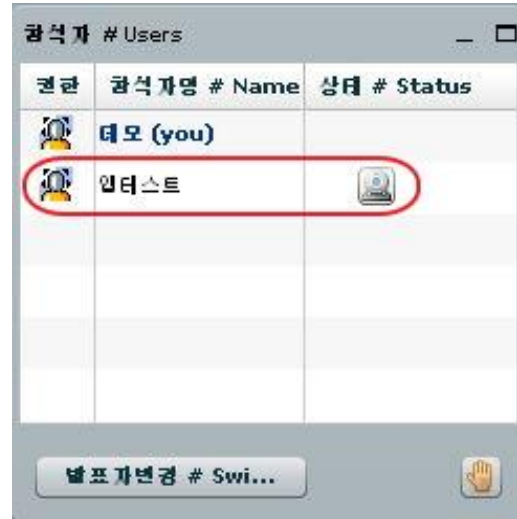 참석자 # Users
권한 참석자명 # Name 상태 # Status
데모 (you)
일테스트
발표자변경 # Swi...